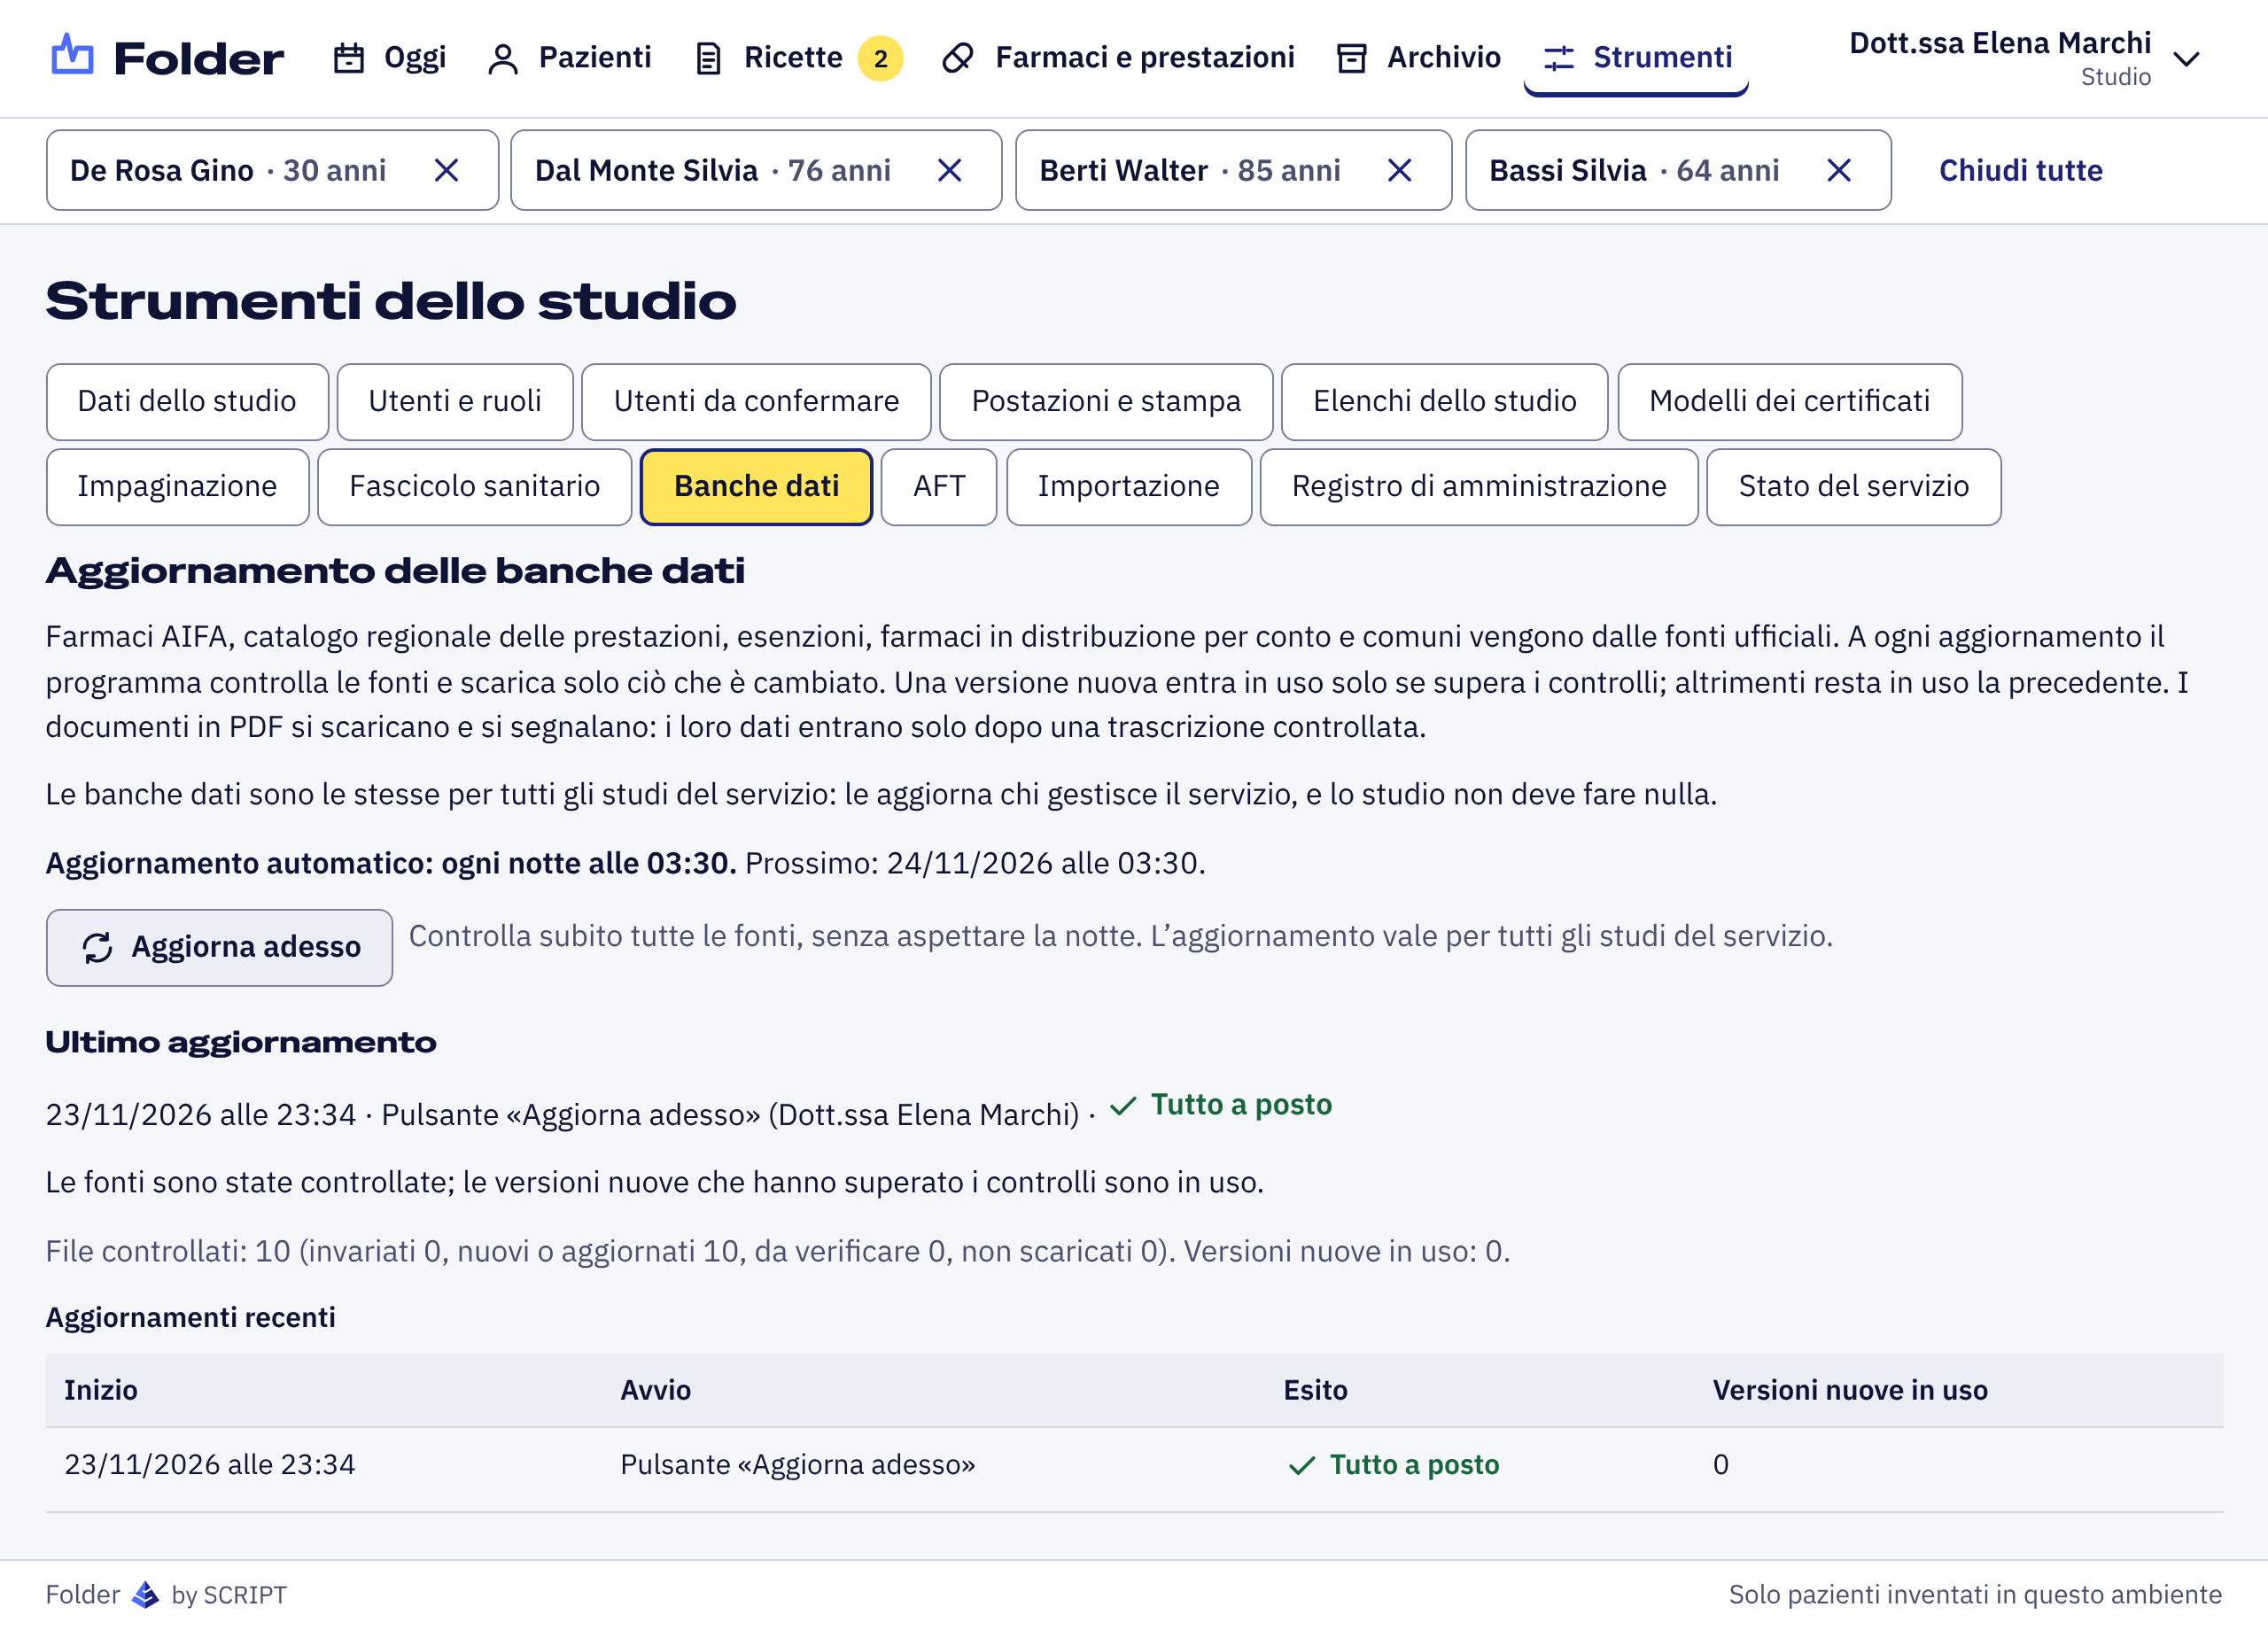 Folder Oggi Pazienti Ricette 2 Farmaci e prestazioni Archivio Strumenti Dott.ssa Elena Marchi
Studio
De Rosa Gino · 30 anni Dal Monte Silvia · 76 anni Berti Walter · 85 anni Bassi Silvia · 64 anni Chiudi tutte
Strumenti dello studio
Dati dello studio Utenti e ruoli Utenti da confermare Postazioni e stampa Elenchi dello studio Modelli dei certificati
Impaginazione Fascicolo sanitario Banche dati AFT Importazione Registro di amministrazione Stato del servizio
Aggiornamento delle banche dati
Farmaci AIFA, catalogo regionale delle prestazioni, esenzioni, farmaci in distribuzione per conto e comuni vengono dalle fonti ufficiali. A ogni aggiornamento il
programma controlla le fonti e scarica solo ciò che è cambiato. Una versione nuova entra in uso solo se supera i controlli; altrimenti resta in uso la precedente. I
documenti in PDF si scaricano e si segnalano: i loro dati entrano solo dopo una trascrizione controllata.
Le banche dati sono le stesse per tutti gli studi del servizio: le aggiorna chi gestisce il servizio, e lo studio non deve fare nulla.
Aggiornamento automatico: ogni notte alle 03:30. Prossimo: 24/11/2026 alle 03:30.
Aggiorna adesso Controlla subito tutte le fonti, senza aspettare la notte. L’aggiornamento vale per tutti gli studi del servizio.
Ultimo aggiornamento
23/11/2026 alle 23:34 · Pulsante «Aggiorna adesso» (Dott.ssa Elena Marchi) · Tutto a posto
Le fonti sono state controllate; le versioni nuove che hanno superato i controlli sono in uso.
File controllati: 10 (invariati 0, nuovi o aggiornati 10, da verificare 0, non scaricati 0). Versioni nuove in uso: 0.
Aggiornamenti recenti
Inizio Avvio Esito Versioni nuove in uso
23/11/2026 alle 23:34 Pulsante «Aggiorna adesso» Tutto a posto 0
Folder by SCRIPT Solo pazienti inventati in questo ambiente